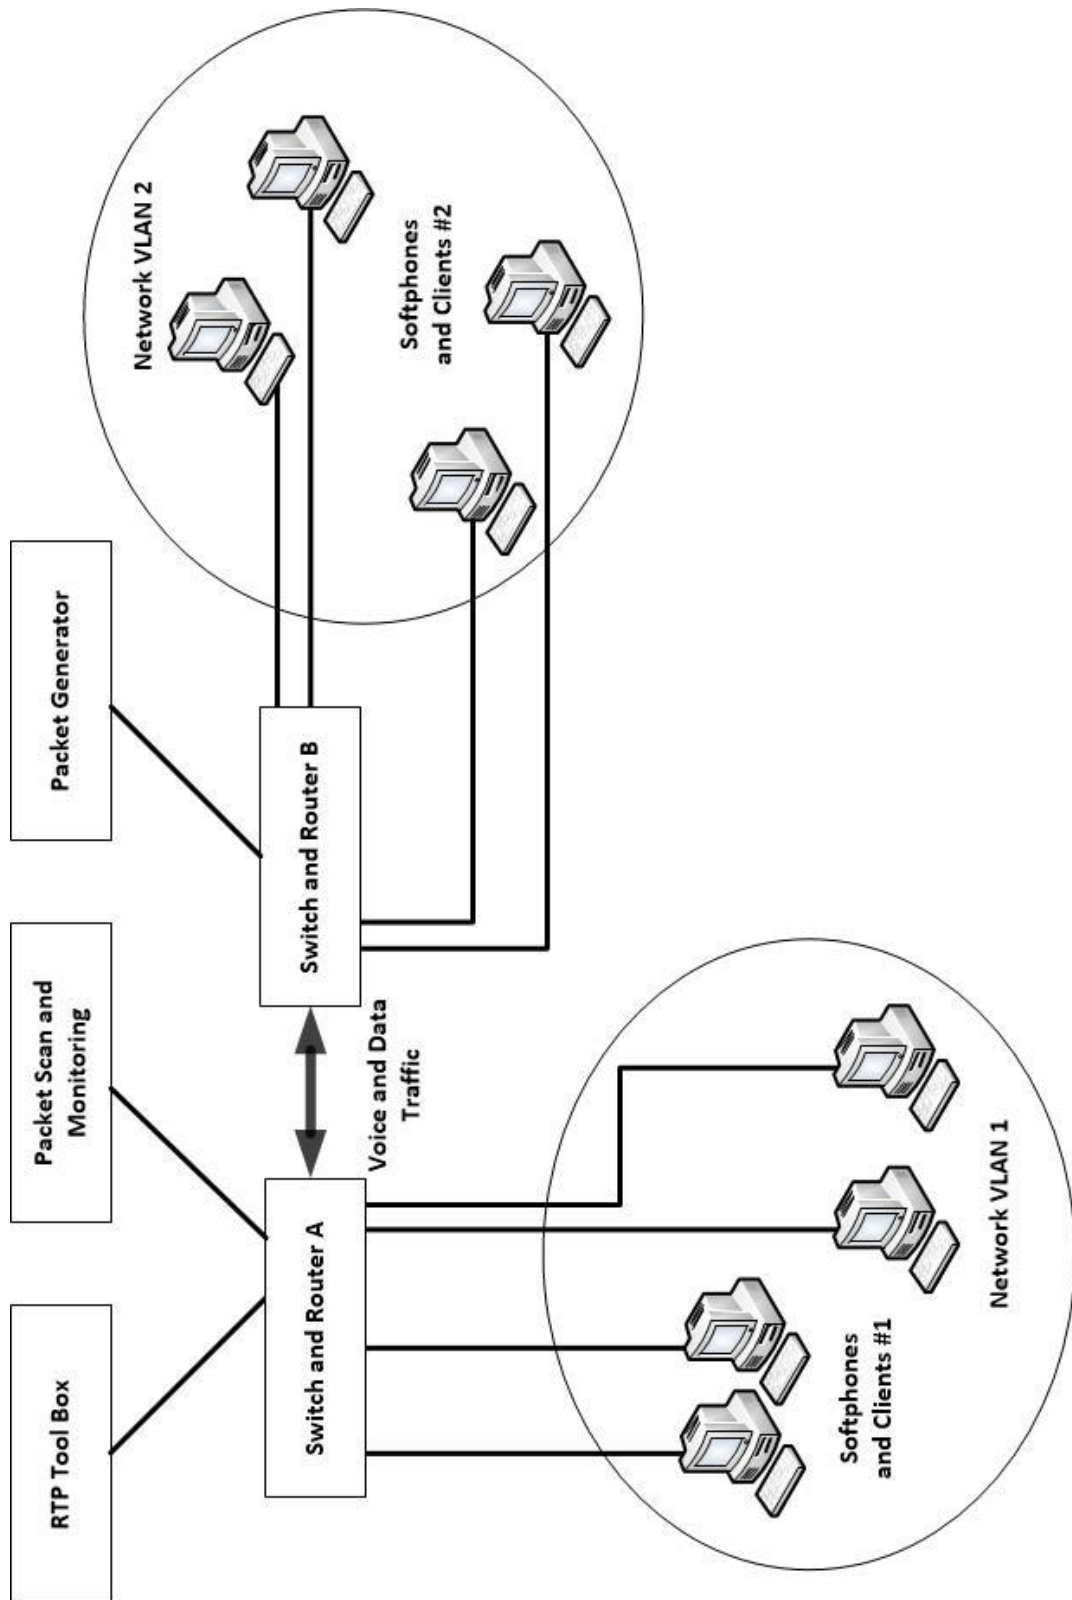 RTP Tool Box
Packet Scan and
Monitoring
Packet Generator
Switch and Router A
Voice and Data
Traffic
Switch and Router B
Network VLAN 2
Softphones
and Clients #2
Softphones
and Clients #1
Network VLAN 1